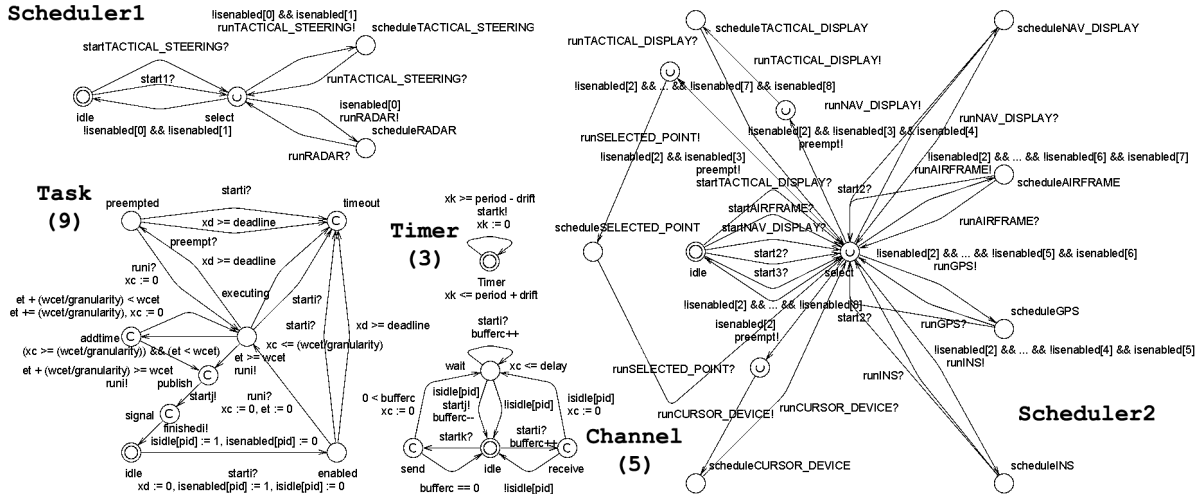 Scheduler1
!isenabled[0] && isenabled[1]
runTACTICAL_STEERING!
scheduleTACTICAL_STEERING
startTACTICAL_STEERING?
start1?
runTACTICAL_STEERING?
idle
select
!isenabled[0] && !isenabled[1]
isenabled[0]
runRADAR!
scheduleRADAR
runRADAR?
Task
(9)
starti?
preempted
timeout
xd >= deadline
preempt?
xd >= deadline
runi?
xc := 0
executing
starti?
et + (wcet/granularity) < wcet
et += (wcet/granularity), xc := 0
addtime
starti?
xd >= deadline
xc <= (wcet/granularity)
(xc >= (wcet/granularity)) && (et < wcet)
et >= wcet
runi!
et + (wcet/granularity) >= wcet
runi!
publish
startj!
runi?
xc := 0, et := 0
signal
finishedi!
isidle[pid] := 1, isenabled[pid] := 0
idle
starti?
enabled
xd := 0, isenabled[pid] := 1, isidle[pid] := 0
Timer
(3)
xk >= period - drift
startk!
xk := 0
Timer
xk <= period + drift
starti?
bufferc++
wait
xc <= delay
0 < bufferc
xc := 0
isidle[pid]
startj!
bufferc--
!isidle[pid]
isidle[pid]
xc := 0
startk?
starti?
bufferc++
send
idle
receive
bufferc == 0
!isidle[pid]
Channel
(5)
scheduleTACTICAL_DISPLAY
scheduleNAV_DISPLAY
runTACTICAL_DISPLAY?
runTACTICAL_DISPLAY!
!isenabled[2] && ... && !isenabled[7] && isenabled[8]
runNAV_DISPLAY!
runNAV_DISPLAY?
runSELECTED_POINT!
!isenabled[2] && !isenabled[3] && isenabled[4]
preempt!
!isenabled[2] && isenabled[3]
preempt!
!isenabled[2] && ... && !isenabled[6] && isenabled[7]
runAIRFRAME!
scheduleAIRFRAME
startTACTICAL_DISPLAY?
start2?
startAIRFRAME?
runAIRFRAME?
scheduleSELECTED_POINT
startNAV_DISPLAY?
start2?
!isenabled[2] && ... && !isenabled[5] && isenabled[6]
runGPS!
idle
start3?
select
!isenabled[2] && ... && !isenabled[8]
start2?
scheduleGPS
isenabled[2]
preempt!
runGPS?
!isenabled[2] && ... && !isenabled[4] && isenabled[5]
runINS!
runSELECTED_POINT?
runINS?
runCURSOR_DEVICE!
runCURSOR_DEVICE?
Scheduler2
scheduleCURSOR_DEVICE
scheduleINS